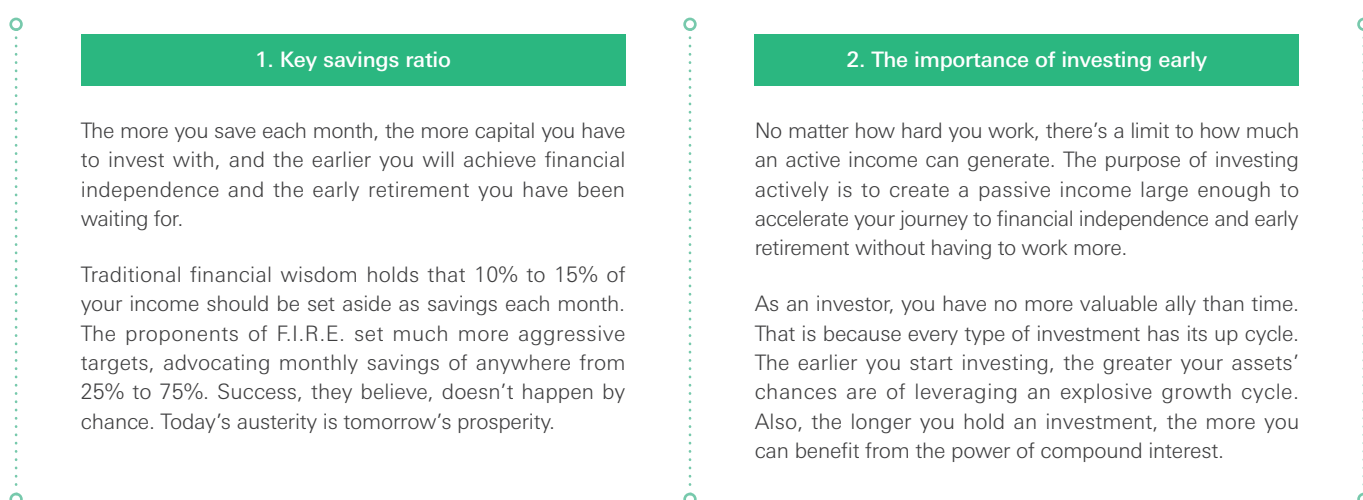 1. Key savings ratio
The more you save each month, the more capital you have
to invest with, and the earlier you will achieve financial
independence and the early retirement you have been
waiting for.
Traditional financial wisdom holds that 10% to 15% of
your income should be set aside as savings each month.
The proponents of F.I.R.E. set much more aggressive
targets, advocating monthly savings of anywhere from
25% to 75%. Success, they believe, doesn’t happen by
chance. Today’s austerity is tomorrow’s prosperity.
2. The importance of investing early
No matter how hard you work, there’s a limit to how much
an active income can generate. The purpose of investing
actively is to create a passive income large enough to
accelerate your journey to financial independence and early
retirement without having to work more.
As an investor, you have no more valuable ally than time.
That is because every type of investment has its up cycle.
The earlier you start investing, the greater your assets’
chances are of leveraging an explosive growth cycle.
Also, the longer you hold an investment, the more you
can benefit from the power of compound interest.